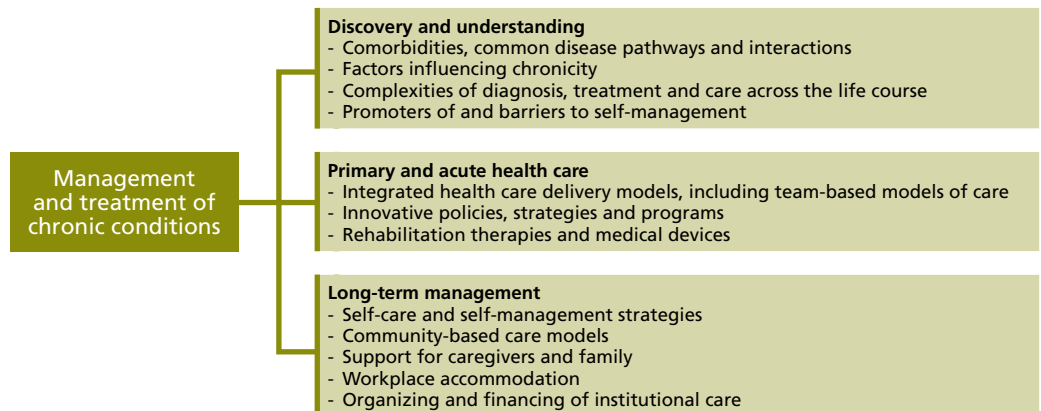 Management
and treatment of
chronic conditions
Discovery and understanding
- Comorbidities, common disease pathways and interactions
- Factors influencing chronicity
- Complexities of diagnosis, treatment and care across the life course
- Promoters of and barriers to self-management
Primary and acute health care
- Integrated health care delivery models, including team-based models of care
- Innovative policies, strategies and programs
- Rehabilitation therapies and medical devices
Long-term management
- Self-care and self-management strategies
- Community-based care models
- Support for caregivers and family
- Workplace accommodation
- Organizing and financing of institutional care